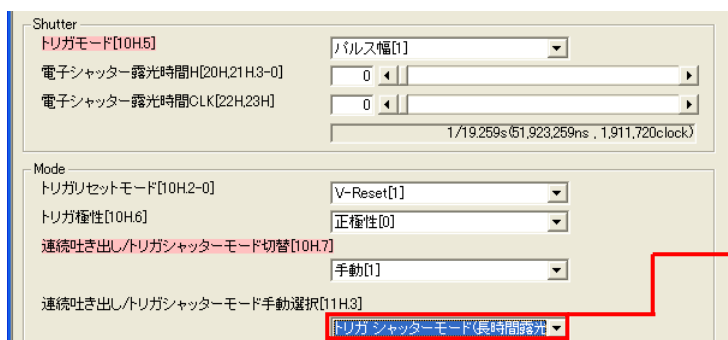 Shutter
トリガモード[10H.5]
パルス幅[1]
電子シャッター露光時間H[20H,21H.3-0]
0
電子シャッター露光時間CLK[22H,23H]
0
1/19.259s(51,923,259ns , 1,911,720clock)
Mode
トリガリセットモード[10H.2-0]
V-Reset[1]
トリガ極性[10H.6]
正極性[0]
連続吐き出し/トリガシャッターモード切替[10H.7]
手動[1]
連続吐き出し/トリガシャッターモード手動選択[11H.3]
トリガ シャッターモード(長時間露光